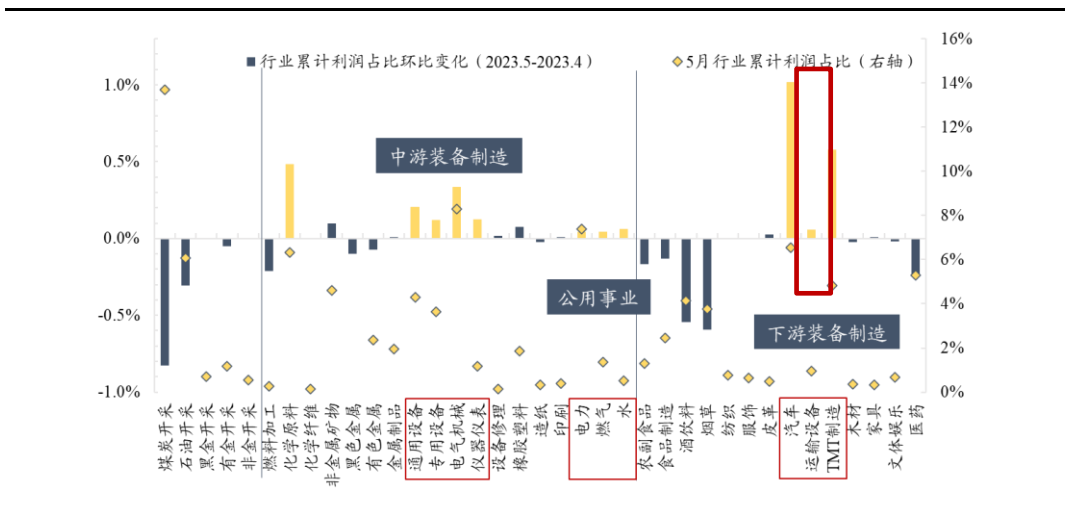 行业累计利润占比环比变化（2023.5-2023.4）
5月行业累计利润占比（右轴）
1.0%
0.5%
0.0%
-0.5%
-1.0%
16%
14%
12%
10%
8%
6%
4%
2%
0%
中游装备制造
公用事业
下游装备制造
煤炭开采
石油开采
黑金开采
有金开采
非金开采
燃料加工
化学原料
化学纤维
非金属矿物
黑色金属
有色金属
金属制品
通用设备
专用设备
电气机械
仪器仪表
设备修理
橡胶塑料
造纸
印刷
电力
燃气
水
农副食品
食品制造
酒饮料
烟草
纺织
服饰
皮革
汽车
运输设备
TMT制造
木材
家具
文体娱乐
医药